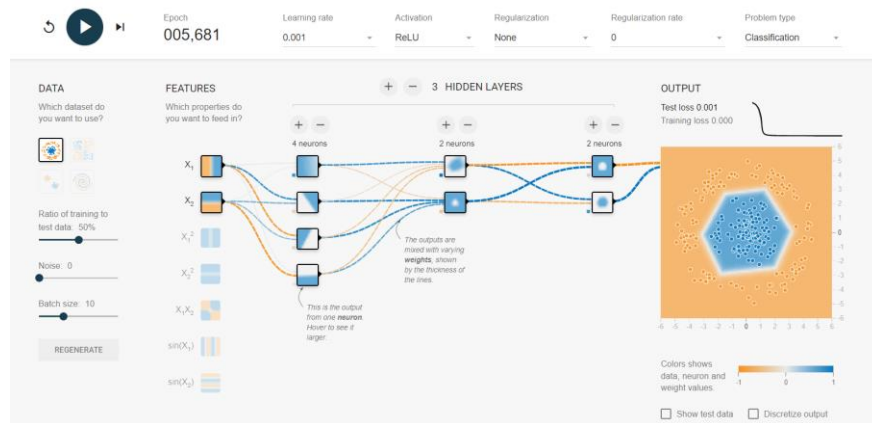 Epoch
005,681
Learning rate
0.001
Activation
ReLU
Regularization
None
Regularization rate
0
Problem type
Classification
DATA
Which dataset do
you want to use?
Ratio of training to
test data: 50%
Noise: 0
Batch size: 10
REGENERATE
FEATURES
Which properties do
you want to feed in?
X₁
X₂
X₁²
X₂²
X₁X₂
sin(X₁)
sin(X₂)
+ − 3 HIDDEN LAYERS
+ −
4 neurons
+ −
2 neurons
+ −
2 neurons
The outputs are
mixed with varying
weights, shown
by the thickness of
the lines.
This is the output
from one neuron.
Hover to see it
larger.
OUTPUT
Test loss 0.001
Training loss 0.000
6
5
4
3
2
1
0
-1
-2
-3
-4
-5
-6
-6 -5 -4 -3 -2 -1 0 1 2 3 4 5 6
Colors shows
data, neuron and
weight values.
-1 0 1
Show test data
Discretize output